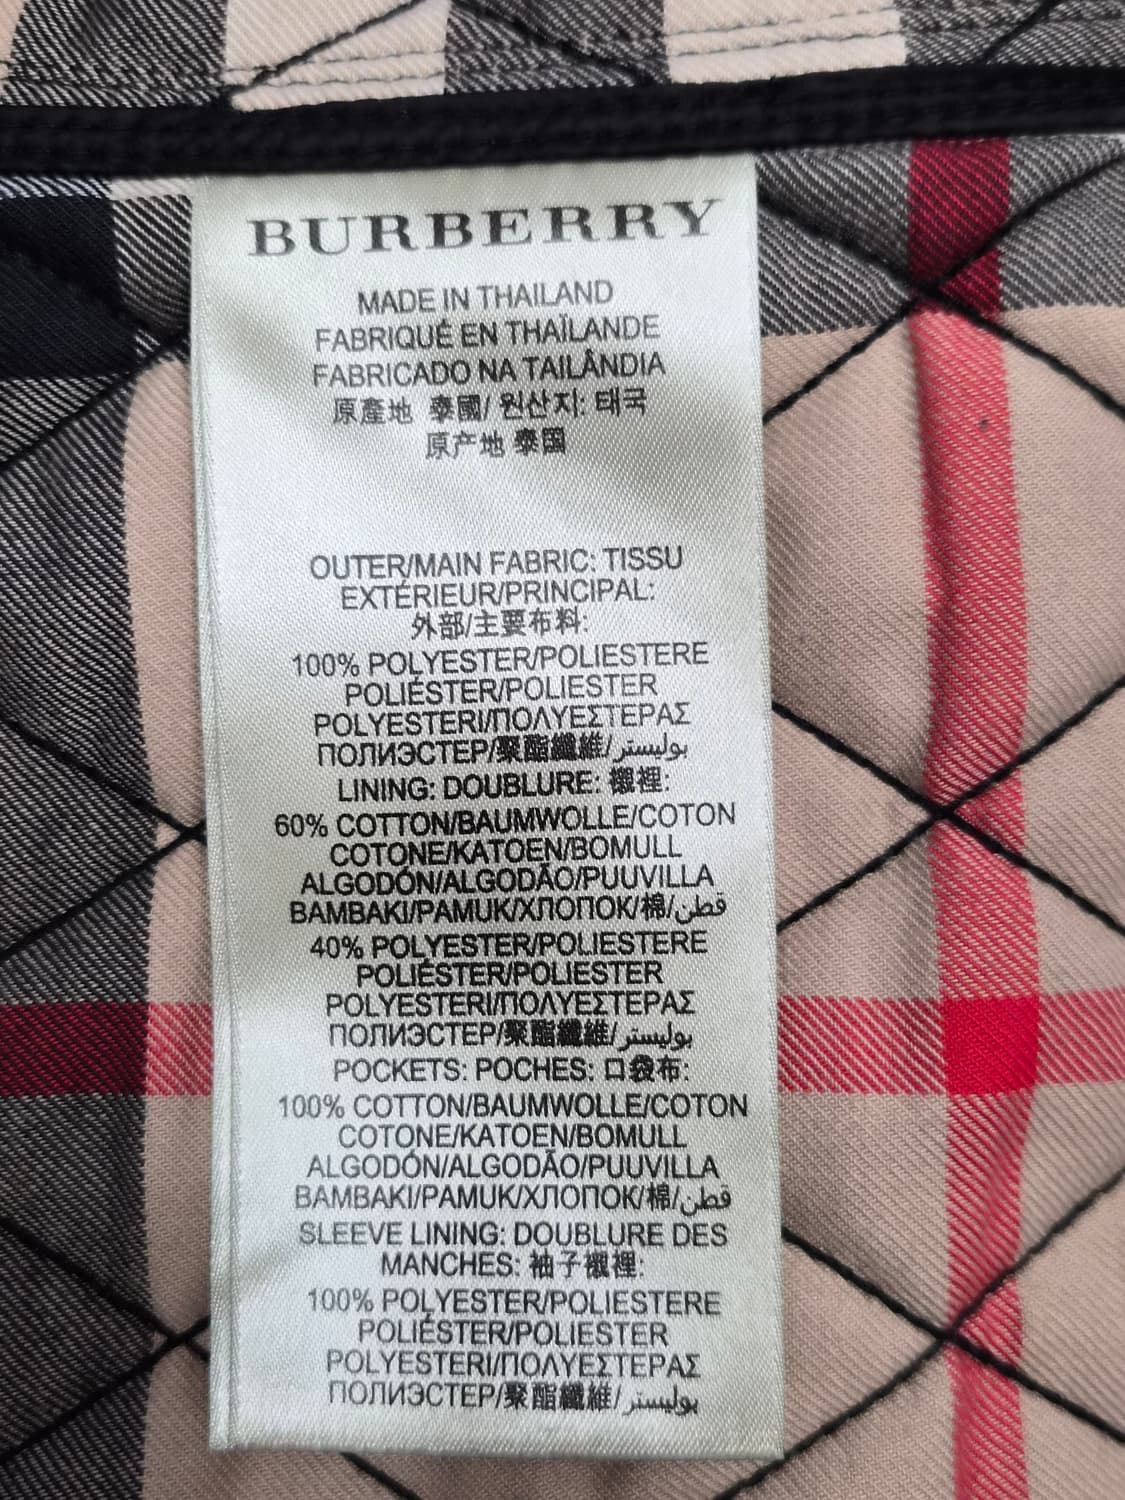 BURBERRY
MADE IN THAILAND
FABRIQUÉ EN THAÏLANDE
FABRICADO NA TAILÂNDIA
原產地 泰國/ 원산지: 태국
原产地 泰国
OUTER/MAIN FABRIC: TISSU
EXTÉRIEUR/PRINCIPAL:
外部/主要布料:
100% POLYESTER/POLIESTERE
POLIÉSTER/POLIESTER
POLYESTERI/ΠΟΛΥΕΣΤΕΡΑΣ
ПОЛИЭСТЕР/聚酯纖維/بوليستر
LINING: DOUBLURE: 襯裡:
60% COTTON/BAUMWOLLE/COTON
COTONE/KATOEN/BOMULL
ALGODÓN/ALGODÃO/PUUVILLA
BAMBAKI/PAMUK/ХЛОПОК/棉/قطن
40% POLYESTER/POLIESTERE
POLIÉSTER/POLIESTER
POLYESTERI/ΠΟΛΥΕΣΤΕΡΑΣ
ПОЛИЭСТЕР/聚酯纖維/بوليستر
POCKETS: POCHES: 口袋布:
100% COTTON/BAUMWOLLE/COTON
COTONE/KATOEN/BOMULL
ALGODÓN/ALGODÃO/PUUVILLA
BAMBAKI/PAMUK/ХЛОПОК/棉/قطن
SLEEVE LINING: DOUBLURE DES
MANCHES: 袖子襯裡:
100% POLYESTER/POLIESTERE
POLIÉSTER/POLIESTER
POLYESTERI/ΠΟΛΥΕΣΤΕΡΑΣ
ПОЛИЭСТЕР/聚酯纖維/بوليستر